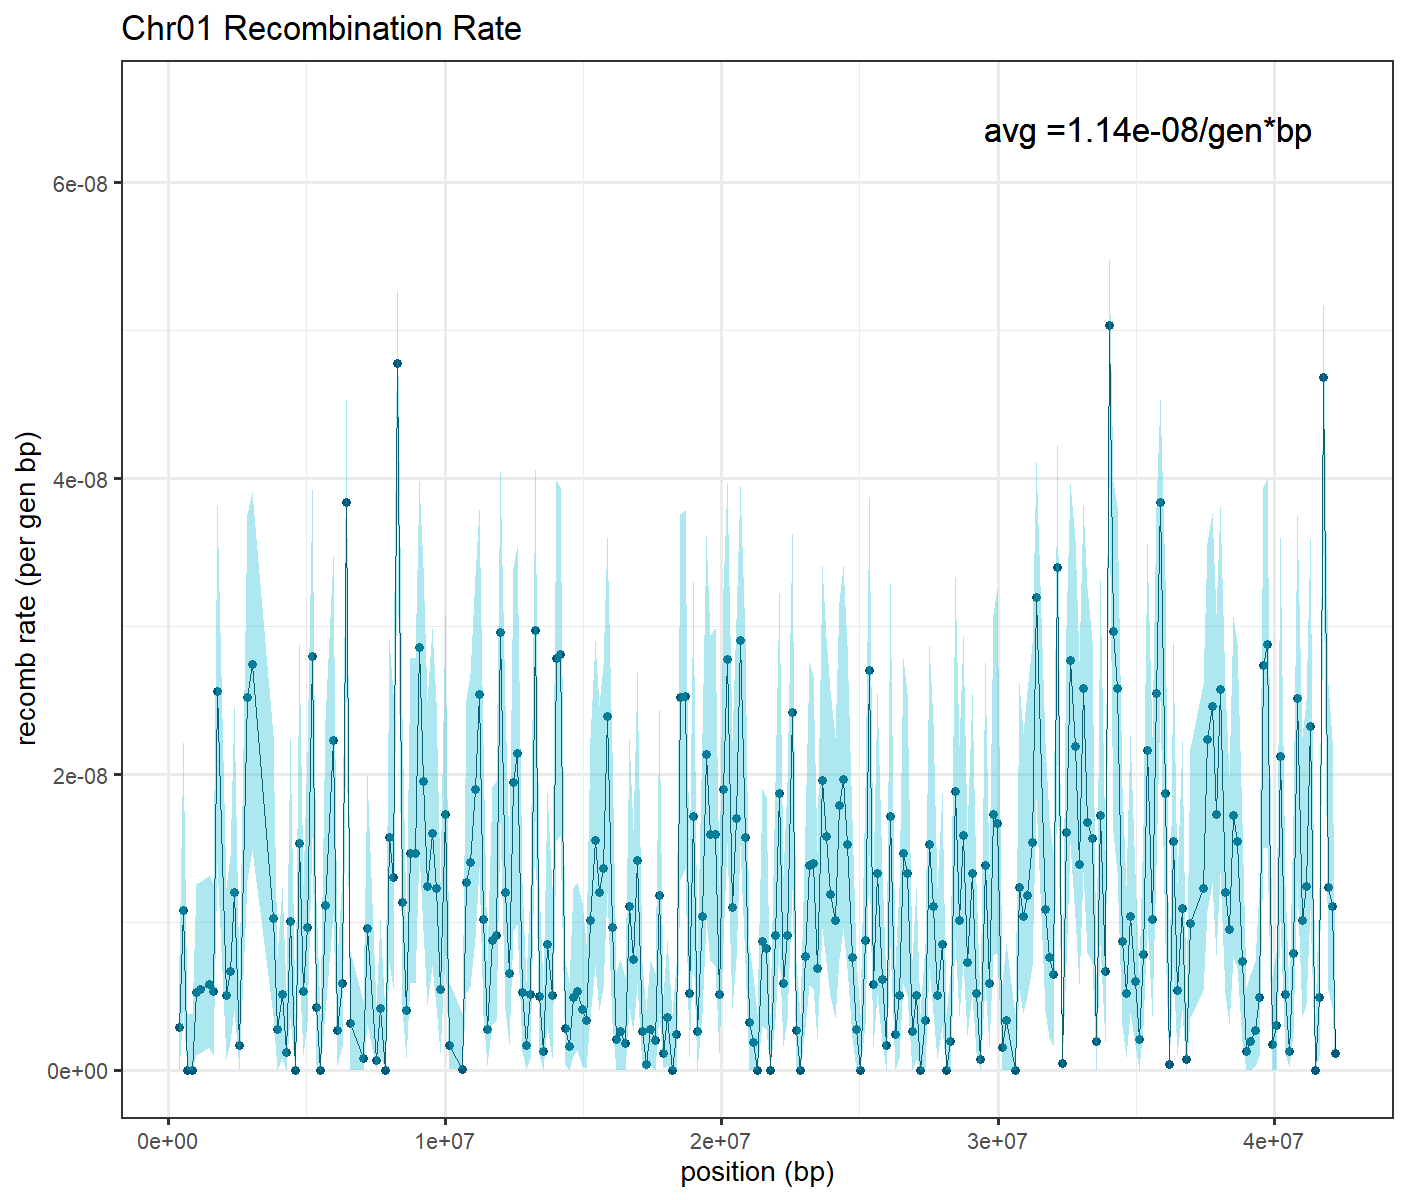 Chr01 Recombination Rate
avg =1.14e-08/gen*bp
6e-08
4e-08
2e-08
0e+00
recomb rate (per gen bp)
0e+00 1e+07 2e+07 3e+07 4e+07
position (bp)